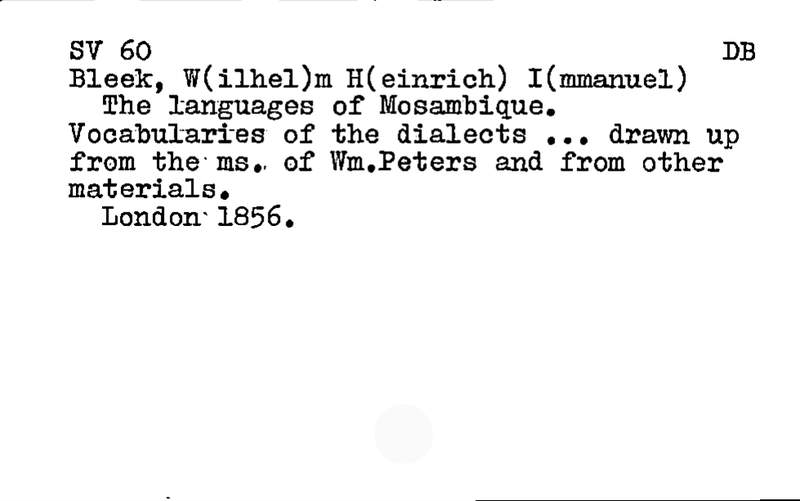 SV 60 DB
Bleek, W(ilhel)m H(einrich) I(mmanuel)
The languages of Mosambique.
Vocabularies of the dialects ... drawn up
from the ms. of Wm.Peters and from other
materials.
London 1856.